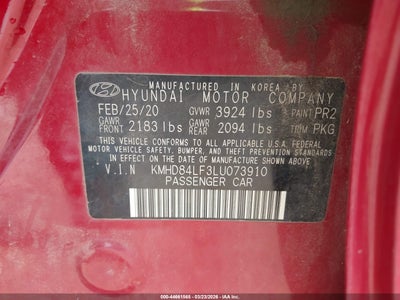 MANUFACTURED IN KOREA BY
HYUNDAI MOTOR COMPANY
FEB/25/20 GVWR 3924 lbs PAINT PR2
GAWR FRONT 2183 lbs GAWR REAR 2094 lbs TRIM PKG
THIS VEHICLE CONFORMS TO ALL APPLICABLE U.S. FEDERAL
MOTOR VEHICLE SAFETY, BUMPER, AND THEFT PREVENTION
STANDARDS IN EFFECT ON THE DATE OF MANUFACTURE SHOWN ABOVE.
V.I.N KMHD84LF3LU073910
PASSENGER CAR
000-44661565 - 03/23/2026 - IAA, LLC